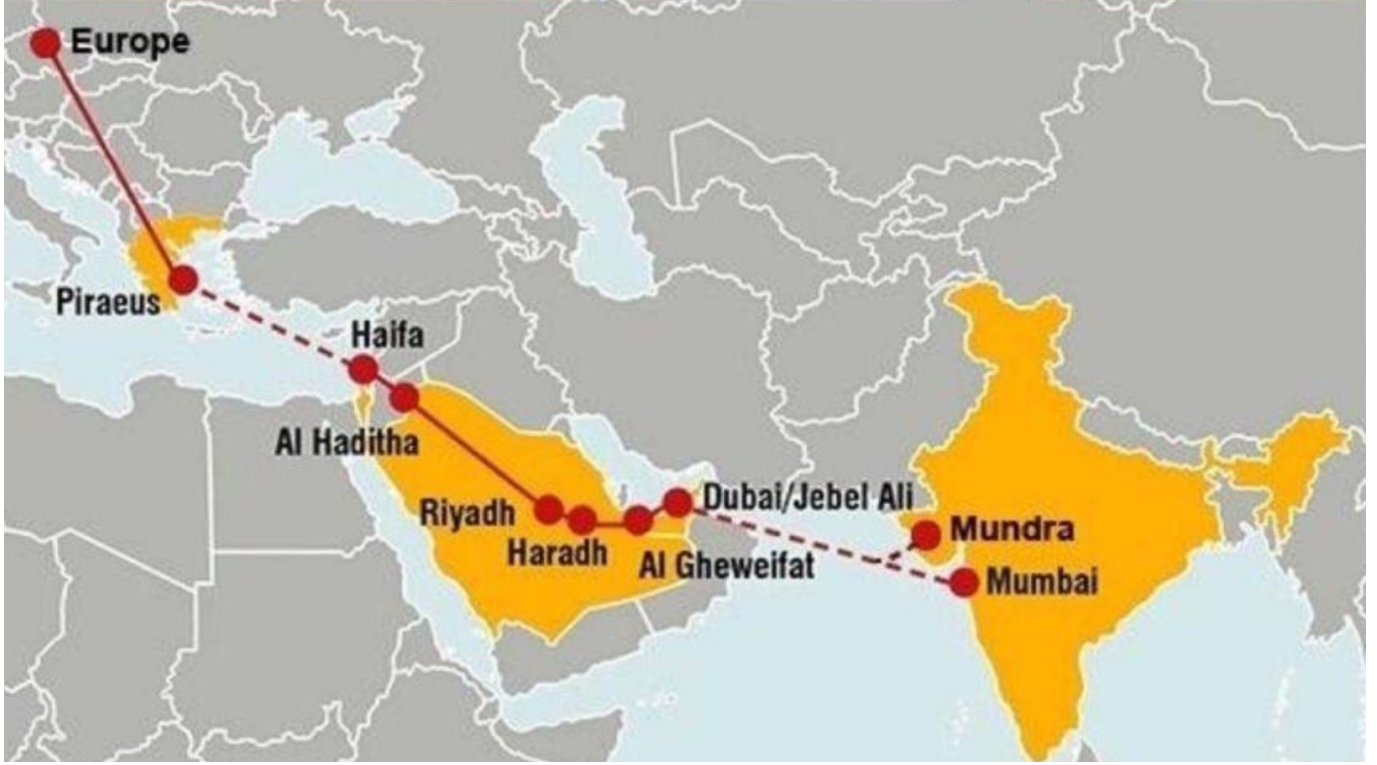 Europe
Piraeus
Haifa
Al Haditha
Riyadh
Haradh
Al Gheweifat
Dubai/Jebel Ali
Mundra
Mumbai